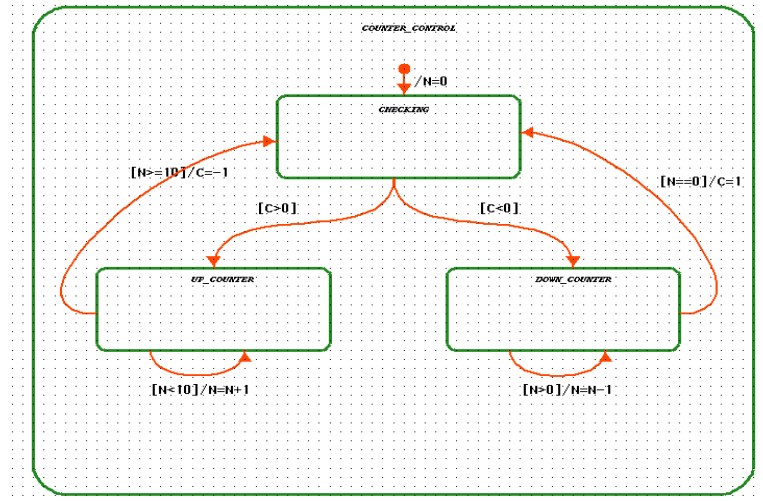 COUNTER_CONTROL
/N=0
CHECKING
[N>=10]/C=-1
[N==0]/C=1
[C>0]
[C<0]
UP_COUNTER
DOWN_COUNTER
[N<10]/N=N+1
[N>0]/N=N-1